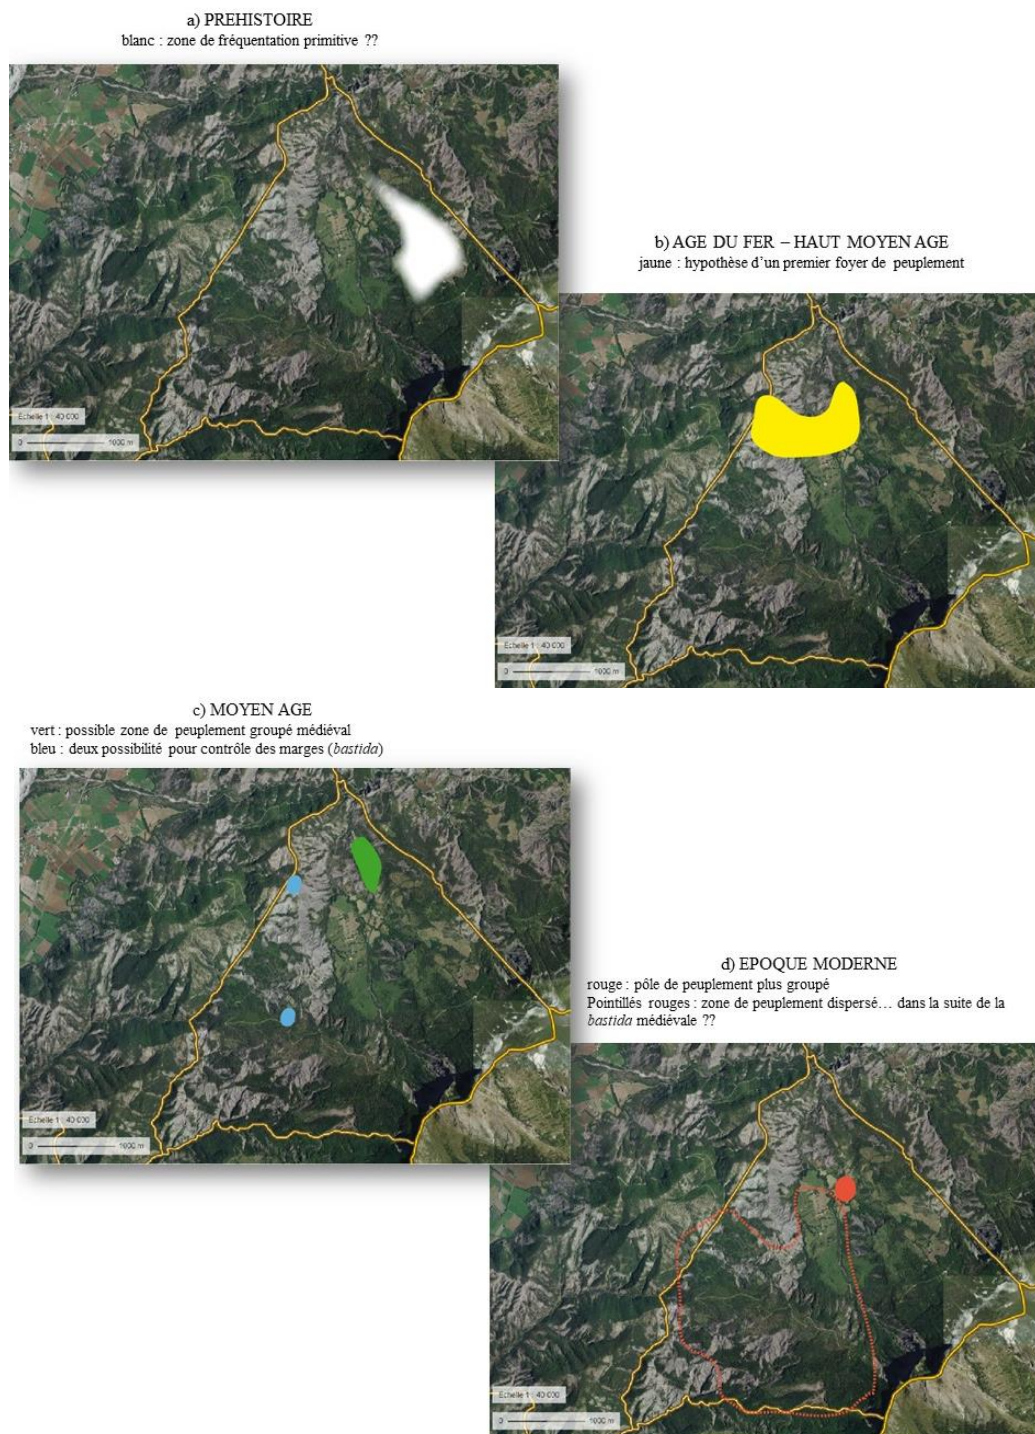 a) PREHISTOIRE
blanc : zone de fréquentation primitive ??
Echelle 1 : 40 000
0 1000 m
b) AGE DU FER – HAUT MOYEN AGE
jaune : hypothèse d’un premier foyer de peuplement
Echelle 1 : 40 000
0 1000 m
c) MOYEN AGE
vert : possible zone de peuplement groupé médiéval
bleu : deux possibilité pour contrôle des marges (bastida)
Echelle 1 : 40 000
0 1000 m
d) EPOQUE MODERNE
rouge : pôle de peuplement plus groupé
Pointillés rouges : zone de peuplement dispersé… dans la suite de la
bastida médiévale ??
Echelle 1 : 40 000
0 1000 m